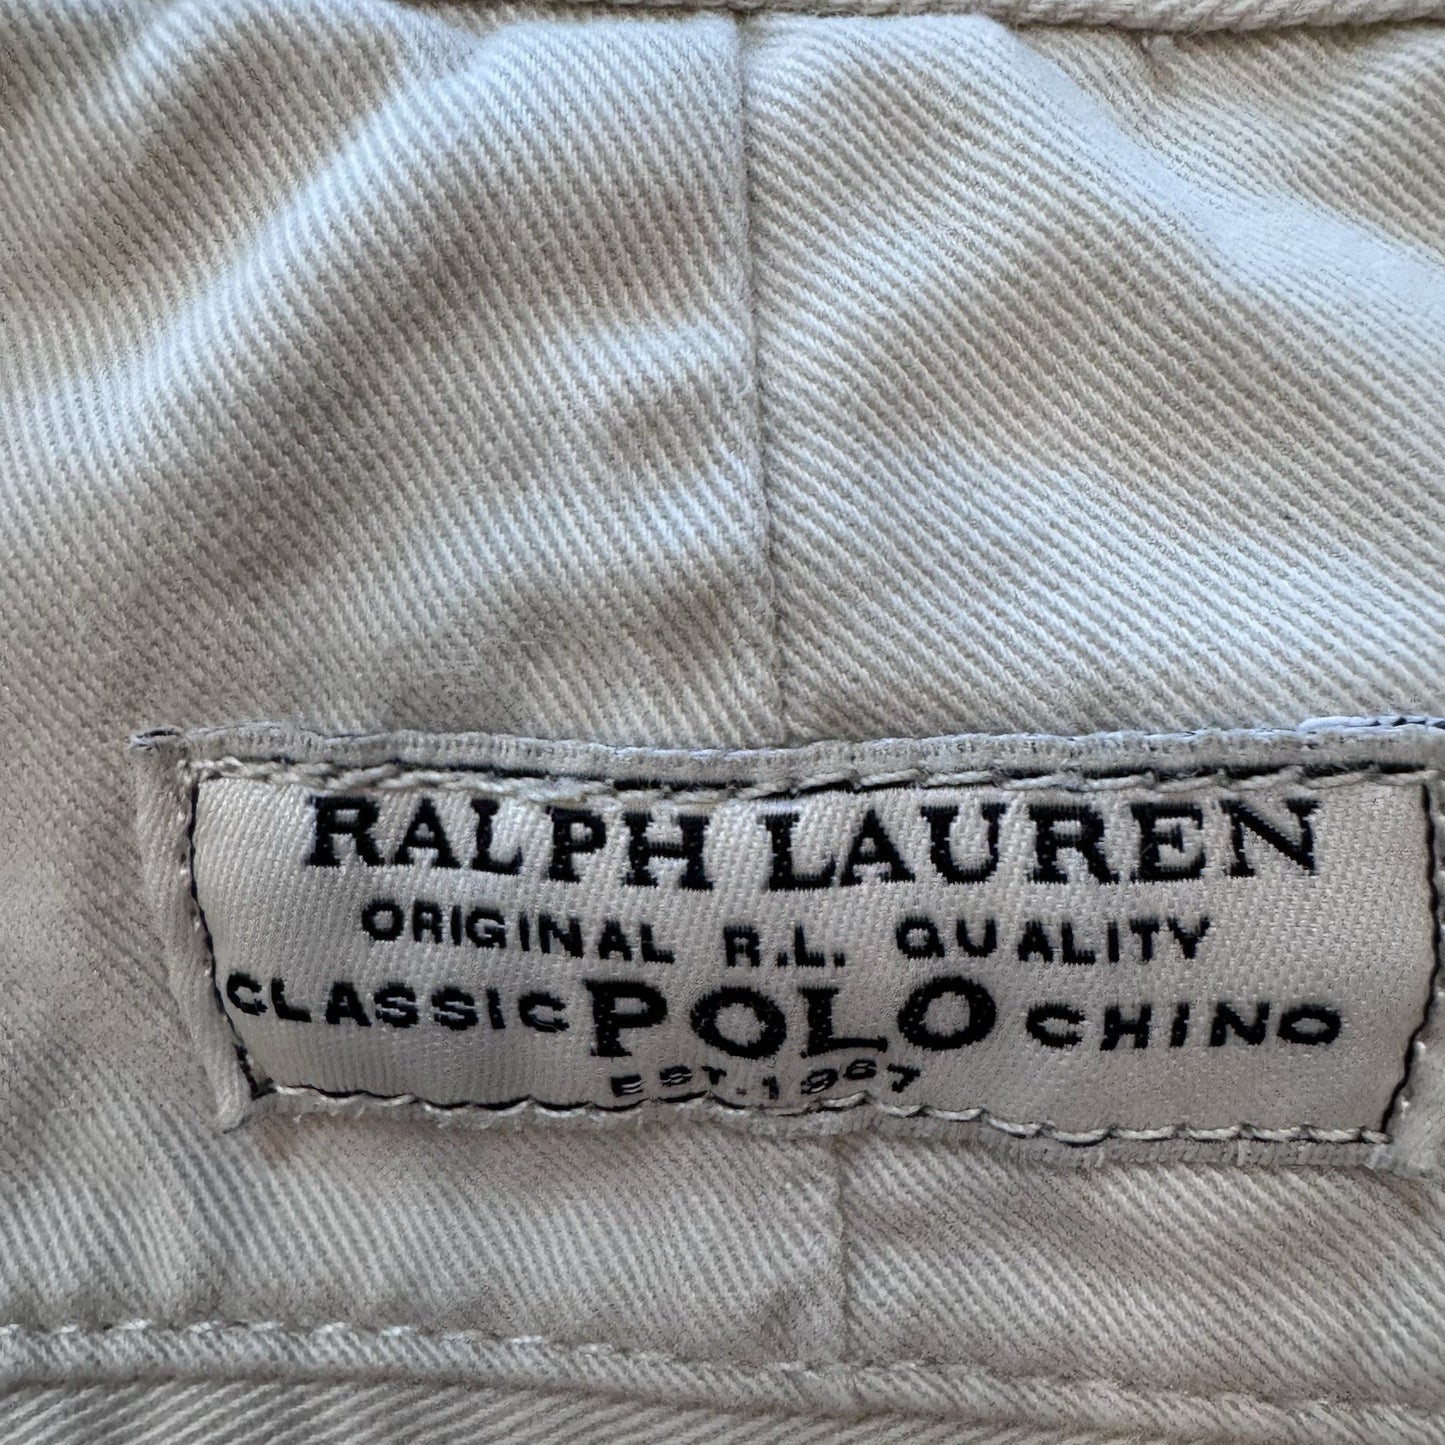 RALPH LAUREN
ORIGINAL R.L. QUALITY
CLASSIC POLO CHINO
EST. 1967